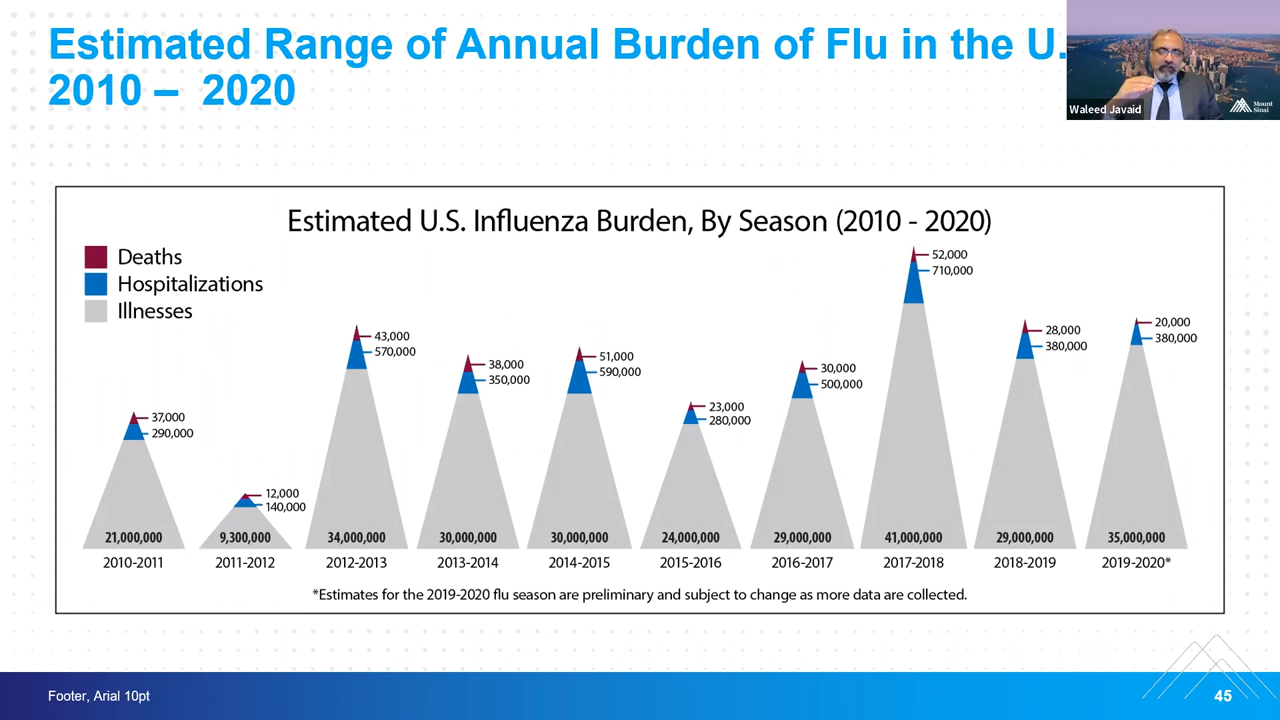 Estimated Range of Annual Burden of Flu in the U.
2010 – 2020
Waleed Javaid
Mount
Sinai
Estimated U.S. Influenza Burden, By Season (2010 - 2020)
Deaths
Hospitalizations
Illnesses
37,000
290,000
12,000
140,000
43,000
570,000
38,000
350,000
51,000
590,000
23,000
280,000
30,000
500,000
52,000
710,000
28,000
380,000
20,000
380,000
21,000,000 9,300,000 34,000,000 30,000,000 30,000,000 24,000,000 29,000,000 41,000,000 29,000,000 35,000,000
2010-2011 2011-2012 2012-2013 2013-2014 2014-2015 2015-2016 2016-2017 2017-2018 2018-2019 2019-2020*
*Estimates for the 2019-2020 flu season are preliminary and subject to change as more data are collected.
Footer, Arial 10pt
45